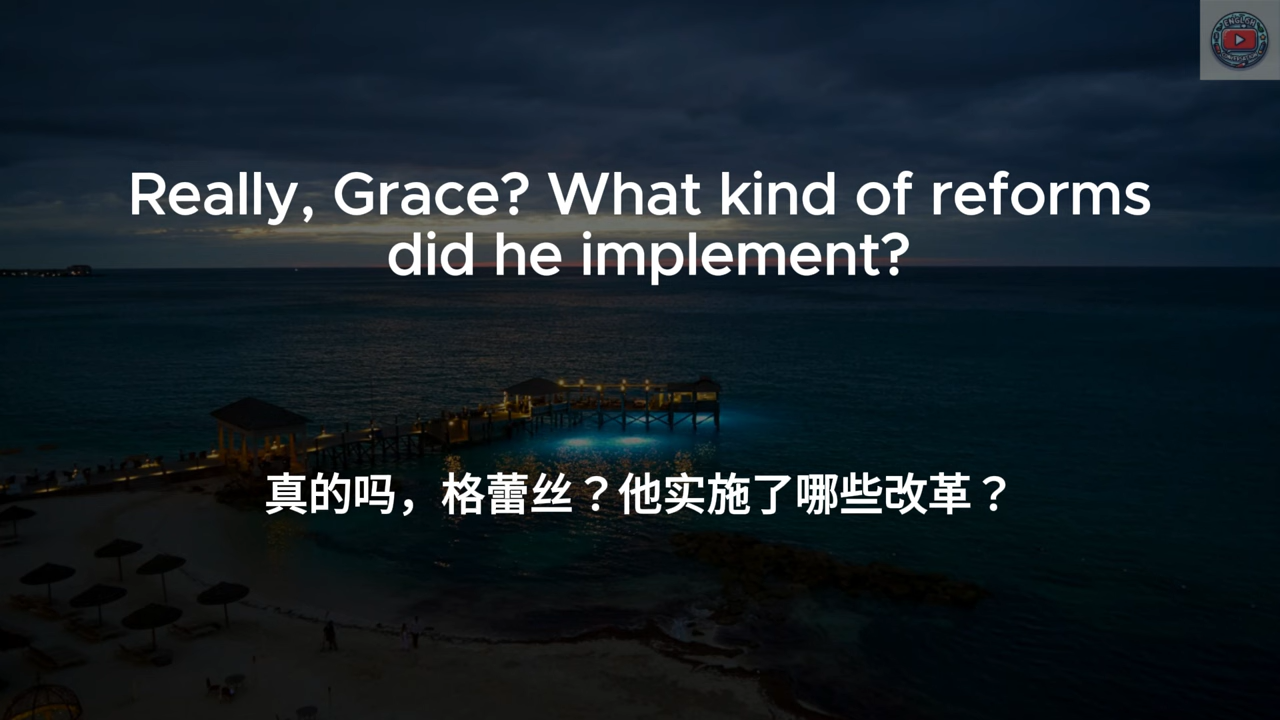 ENGLISH
Really, Grace? What kind of reforms
did he implement?
真的吗，格蕾丝？他实施了哪些改革？